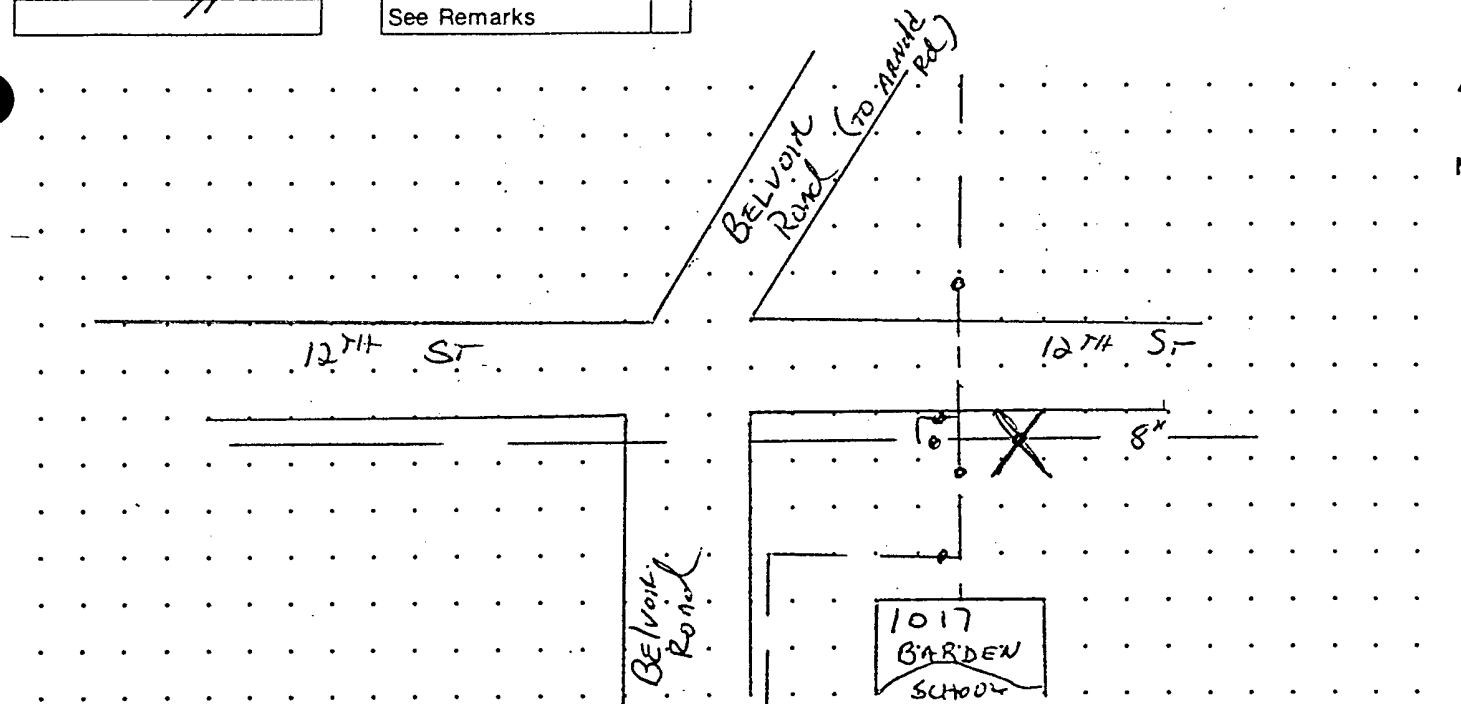 See Remarks
BELVOIR
Road
(TO ARNOLD
Rd)
12TH ST
12TH ST
8"
BElVOIR
Road
1017
BARDEN
SCHOOL